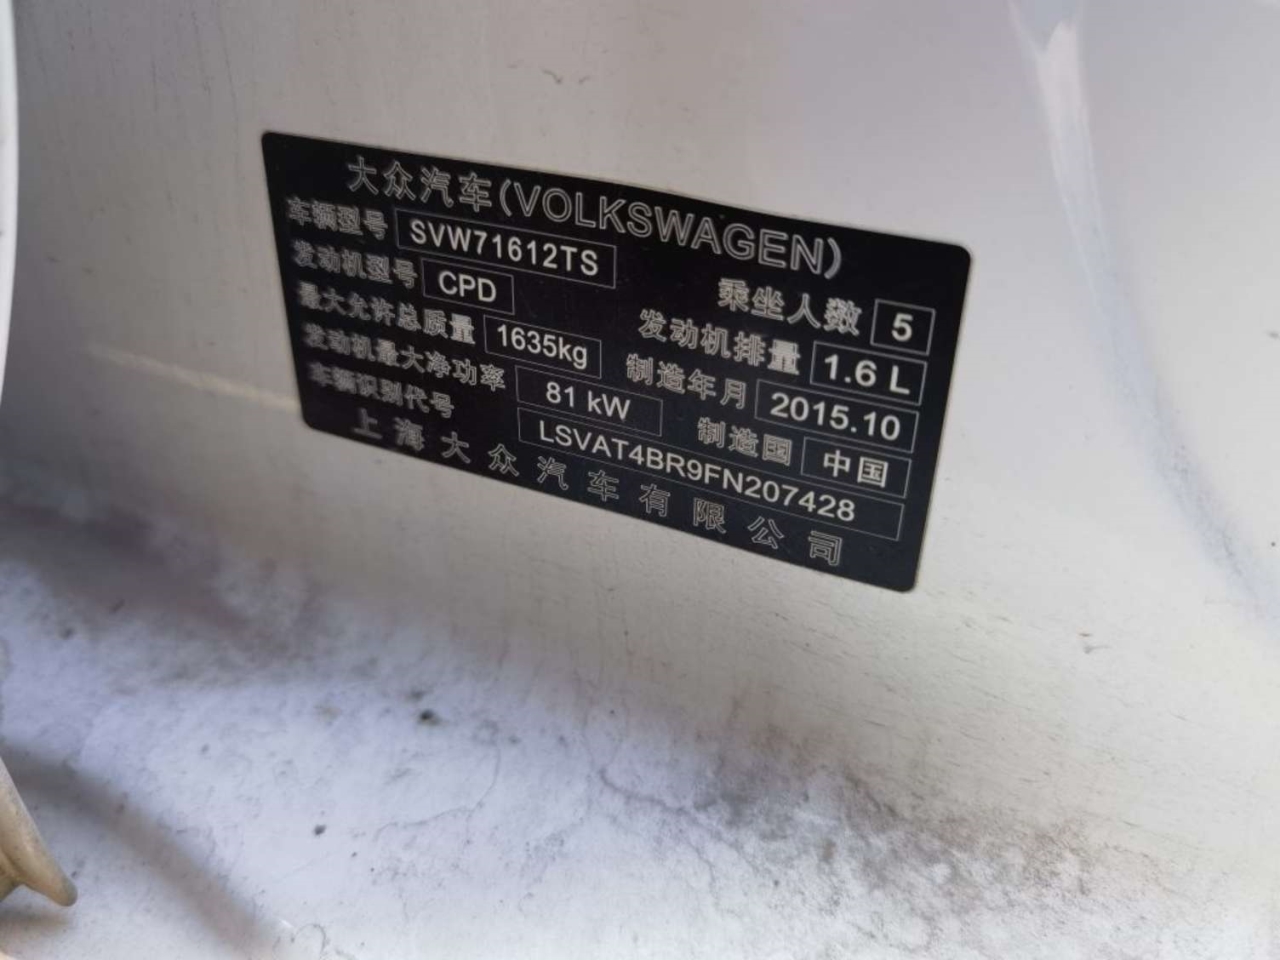 大众汽车(VOLKSWAGEN)
车辆型号 SVW71612TS 乘坐人数 5
发动机型号 CPD 发动机排量 1.6 L
最大允许总质量 1635kg 制造年月 2015.10
发动机最大净功率 81 kW 制造国 中国
车辆识别代号 LSVAT4BR9FN207428
上海大众汽车有限公司